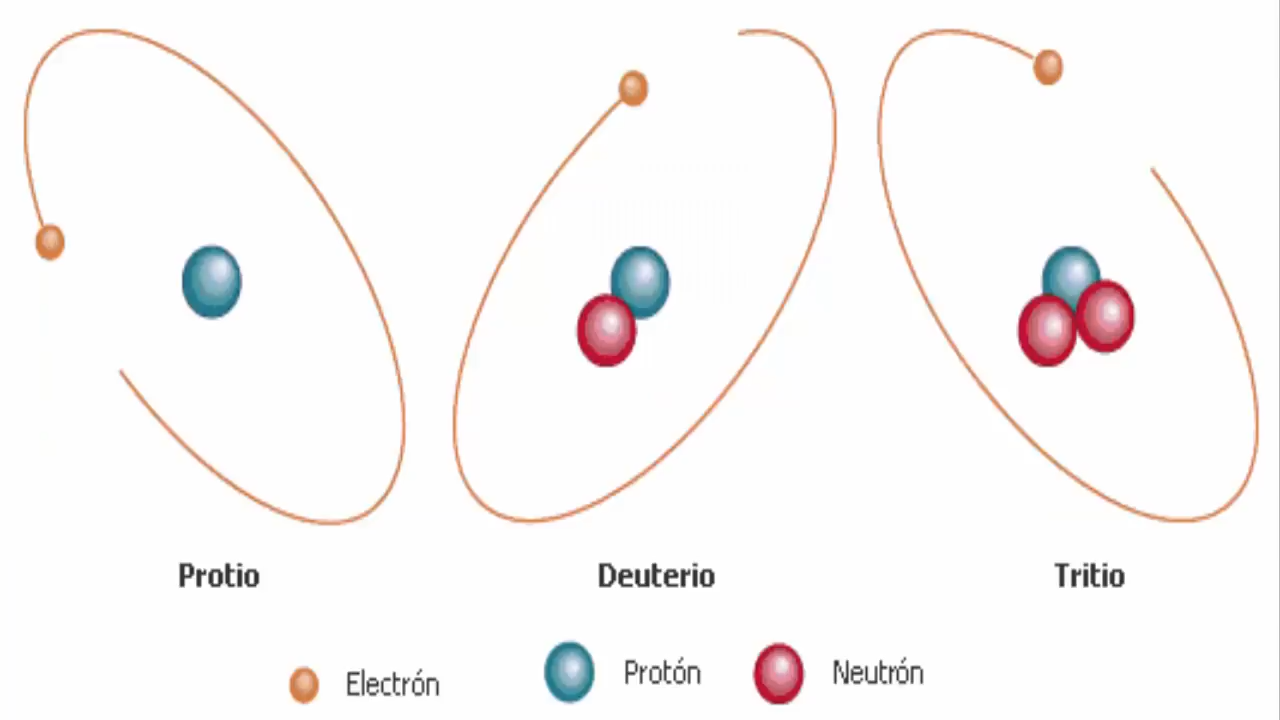 Protio
Deuterio
Tritio
Electrón
Protón
Neutrón